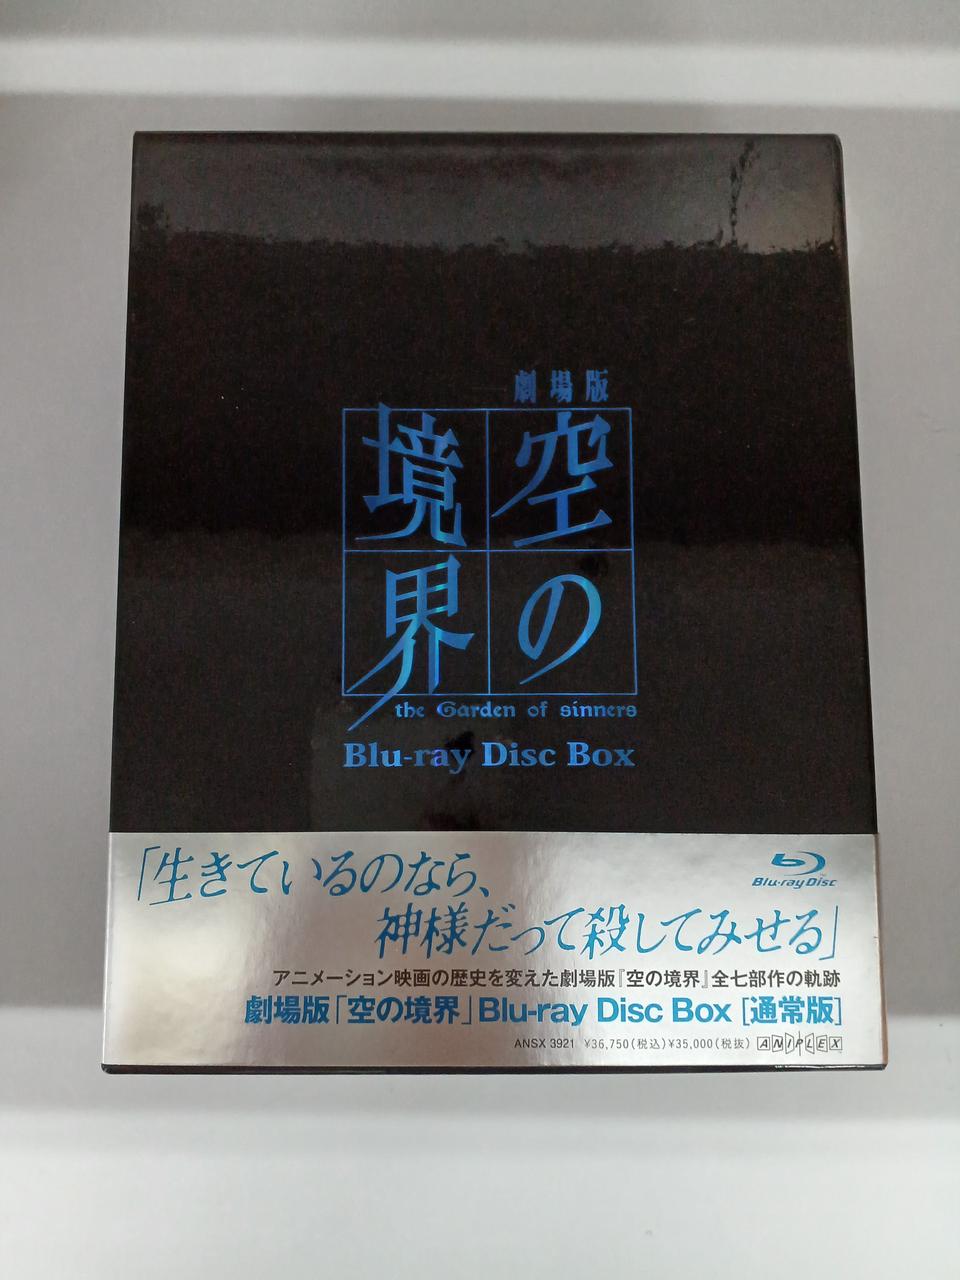 劇場版
空の
境界
the Garden of sinners
Blu-ray Disc Box
「生きているのなら、
神様だって殺してみせる」
Blu-ray Disc
アニメーション映画の歴史を変えた劇場版『空の境界』全七部作の軌跡
劇場版「空の境界」Blu-ray Disc Box [通常版]
ANSX 3921 ¥36,750(税込)¥35,000(税抜) ANIPLEX